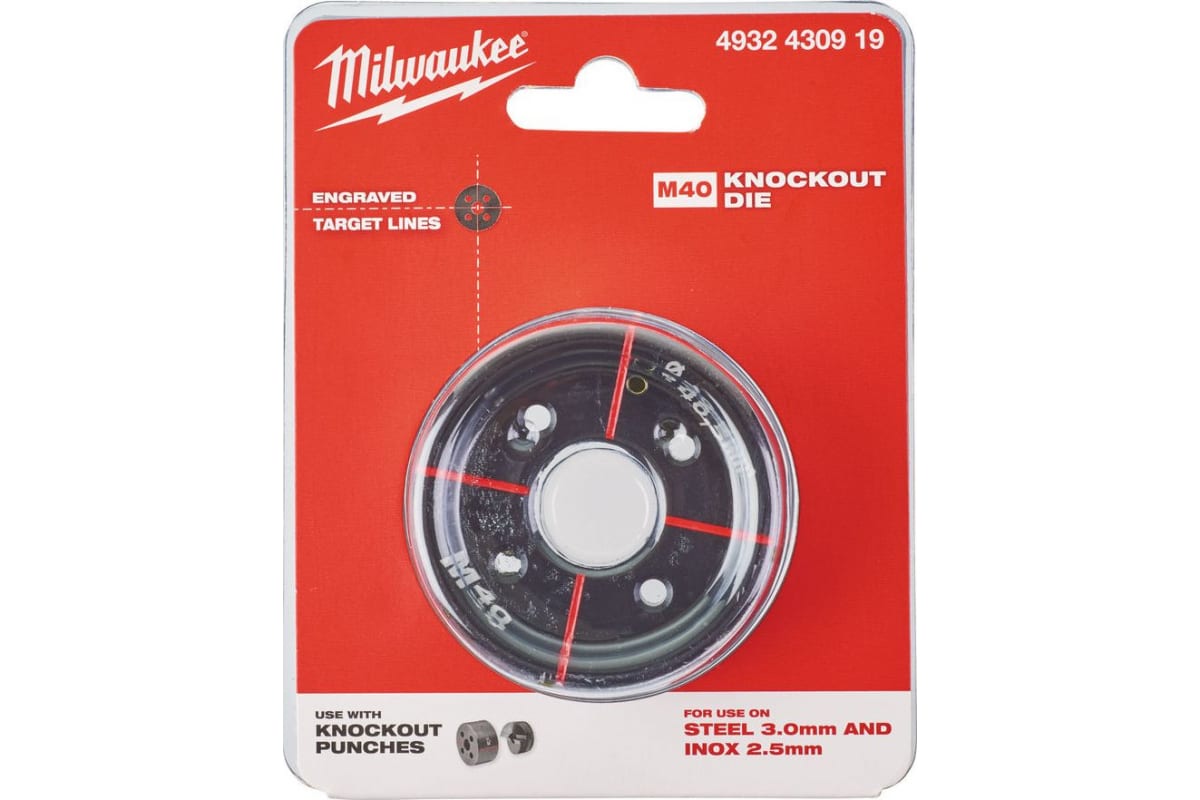 Milwaukee
4932 4309 19
ENGRAVED
TARGET LINES
M40 KNOCKOUT
DIE
Ø
M40
USE WITH
KNOCKOUT
PUNCHES
FOR USE ON
STEEL 3.0mm AND
INOX 2.5mm